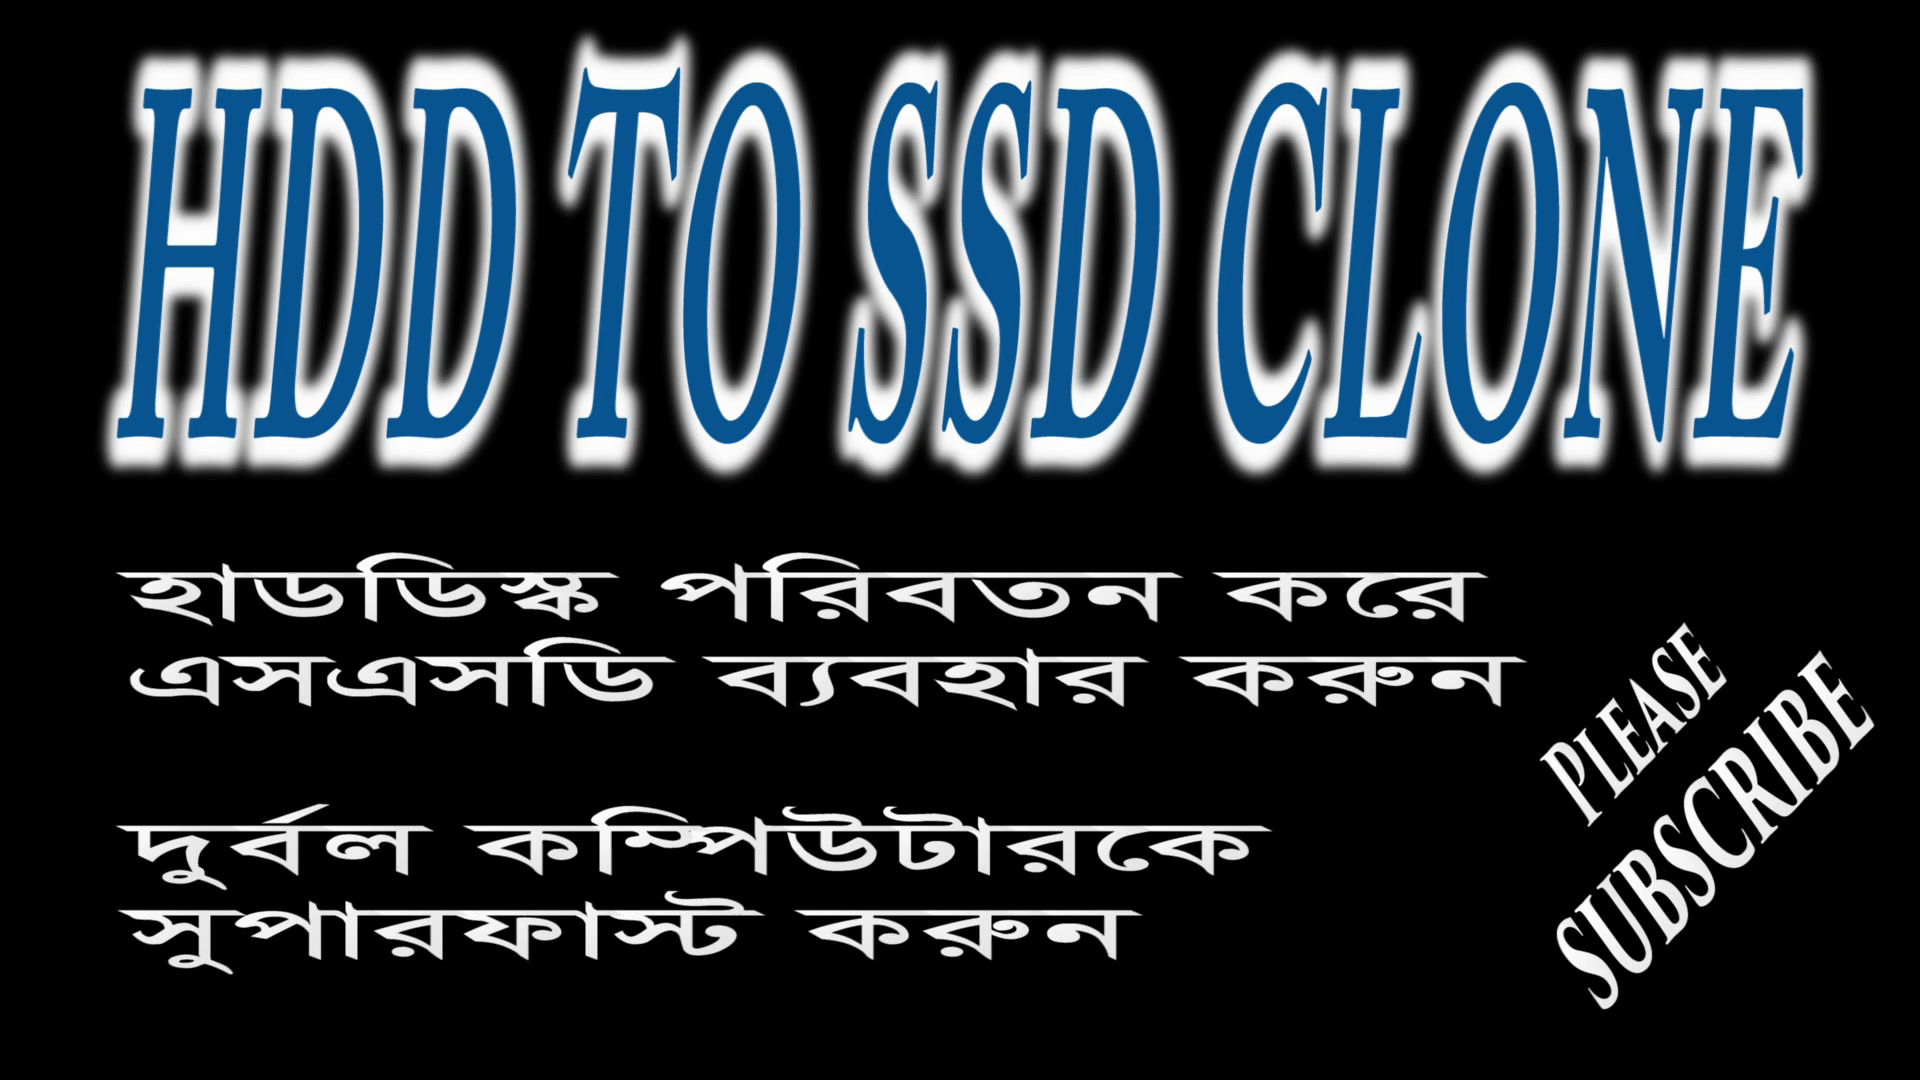 HDD TO SSD CLONE
হাডডিস্ক পরিবতন করে
এসএসডি ব্যবহার করুন
দুর্বল কম্পিউটারকে
সুপারফাস্ট করুন
PLEASE
SUBSCRIBE